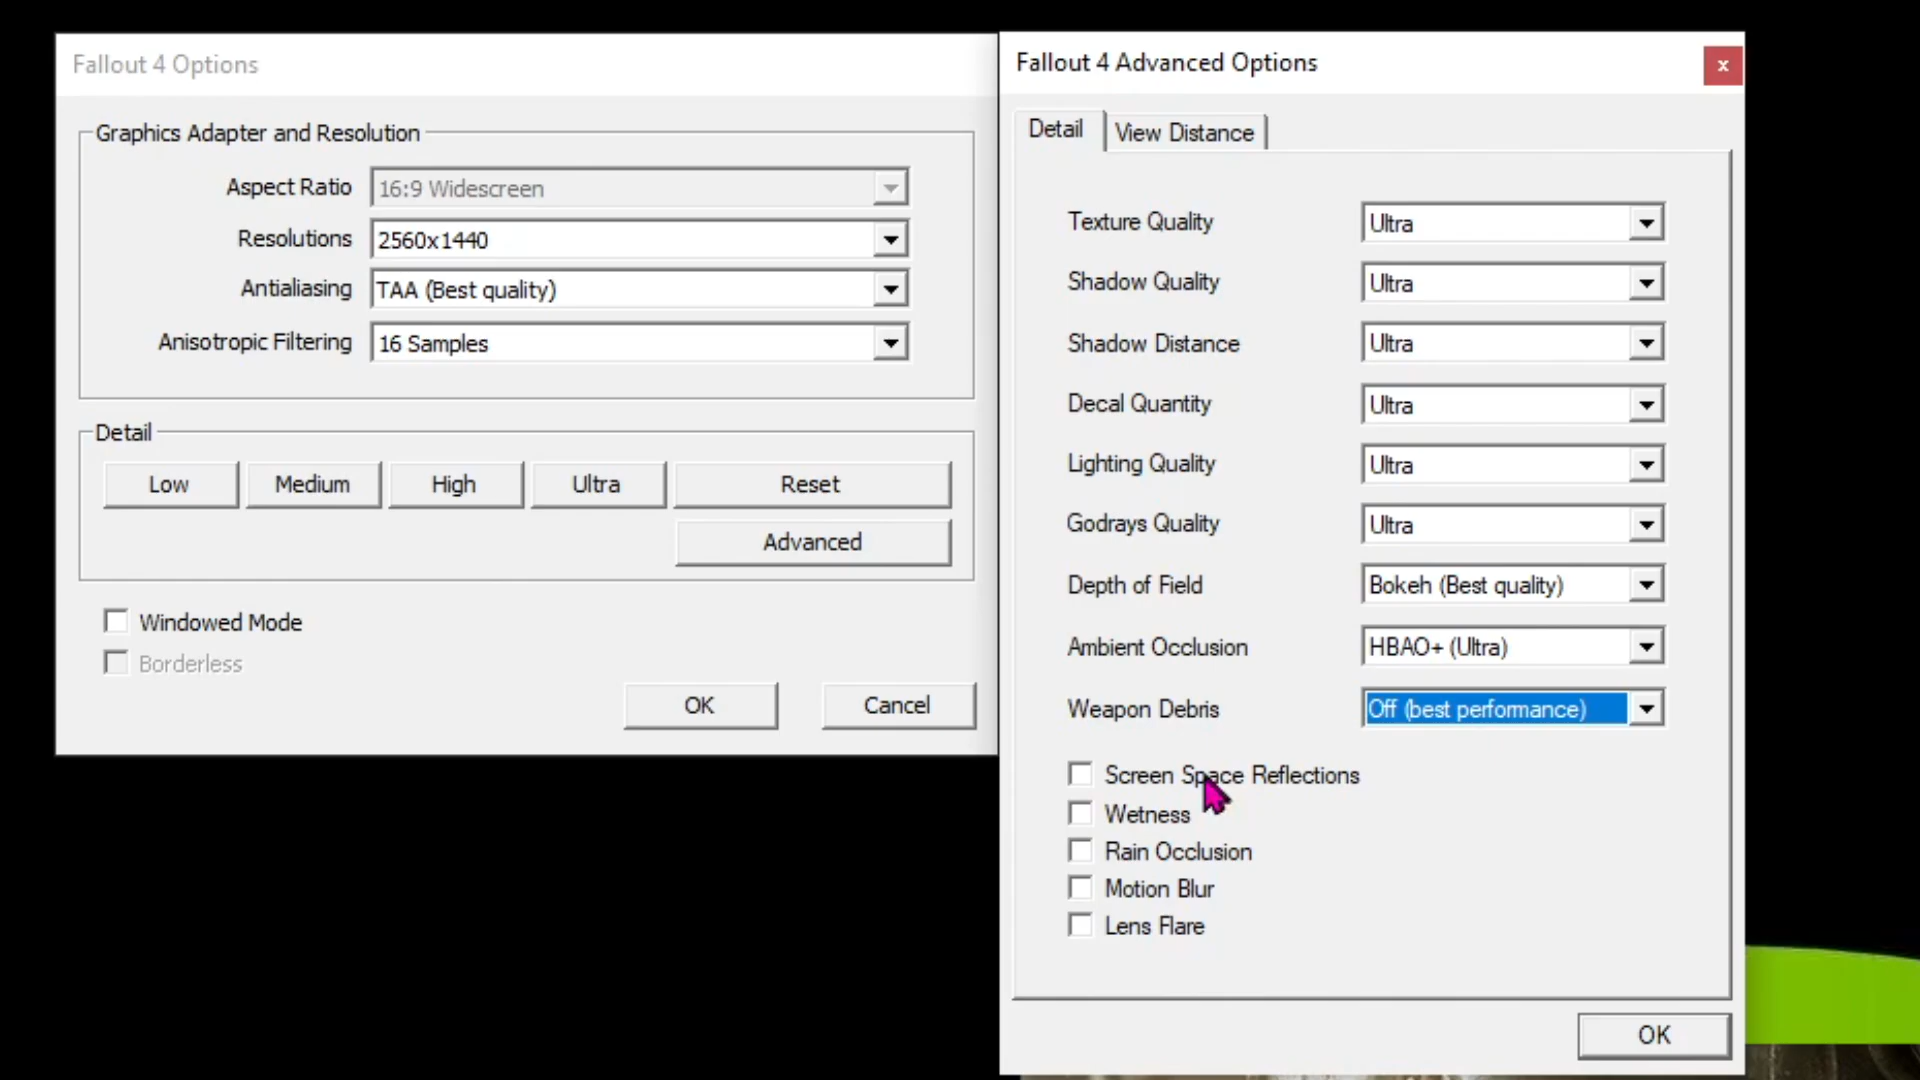 Fallout 4 Options
Graphics Adapter and Resolution
Aspect Ratio 16:9 Widescreen
Resolutions 2560x1440
Antialiasing TAA (Best quality)
Anisotropic Filtering 16 Samples
Detail
Low Medium High Ultra Reset
Advanced
Windowed Mode
Borderless
OK Cancel
Fallout 4 Advanced Options x
Detail View Distance
Texture Quality Ultra
Shadow Quality Ultra
Shadow Distance Ultra
Decal Quantity Ultra
Lighting Quality Ultra
Godrays Quality Ultra
Depth of Field Bokeh (Best quality)
Ambient Occlusion HBAO+ (Ultra)
Weapon Debris Off (best performance)
Screen Space Reflections
Wetness
Rain Occlusion
Motion Blur
Lens Flare
OK